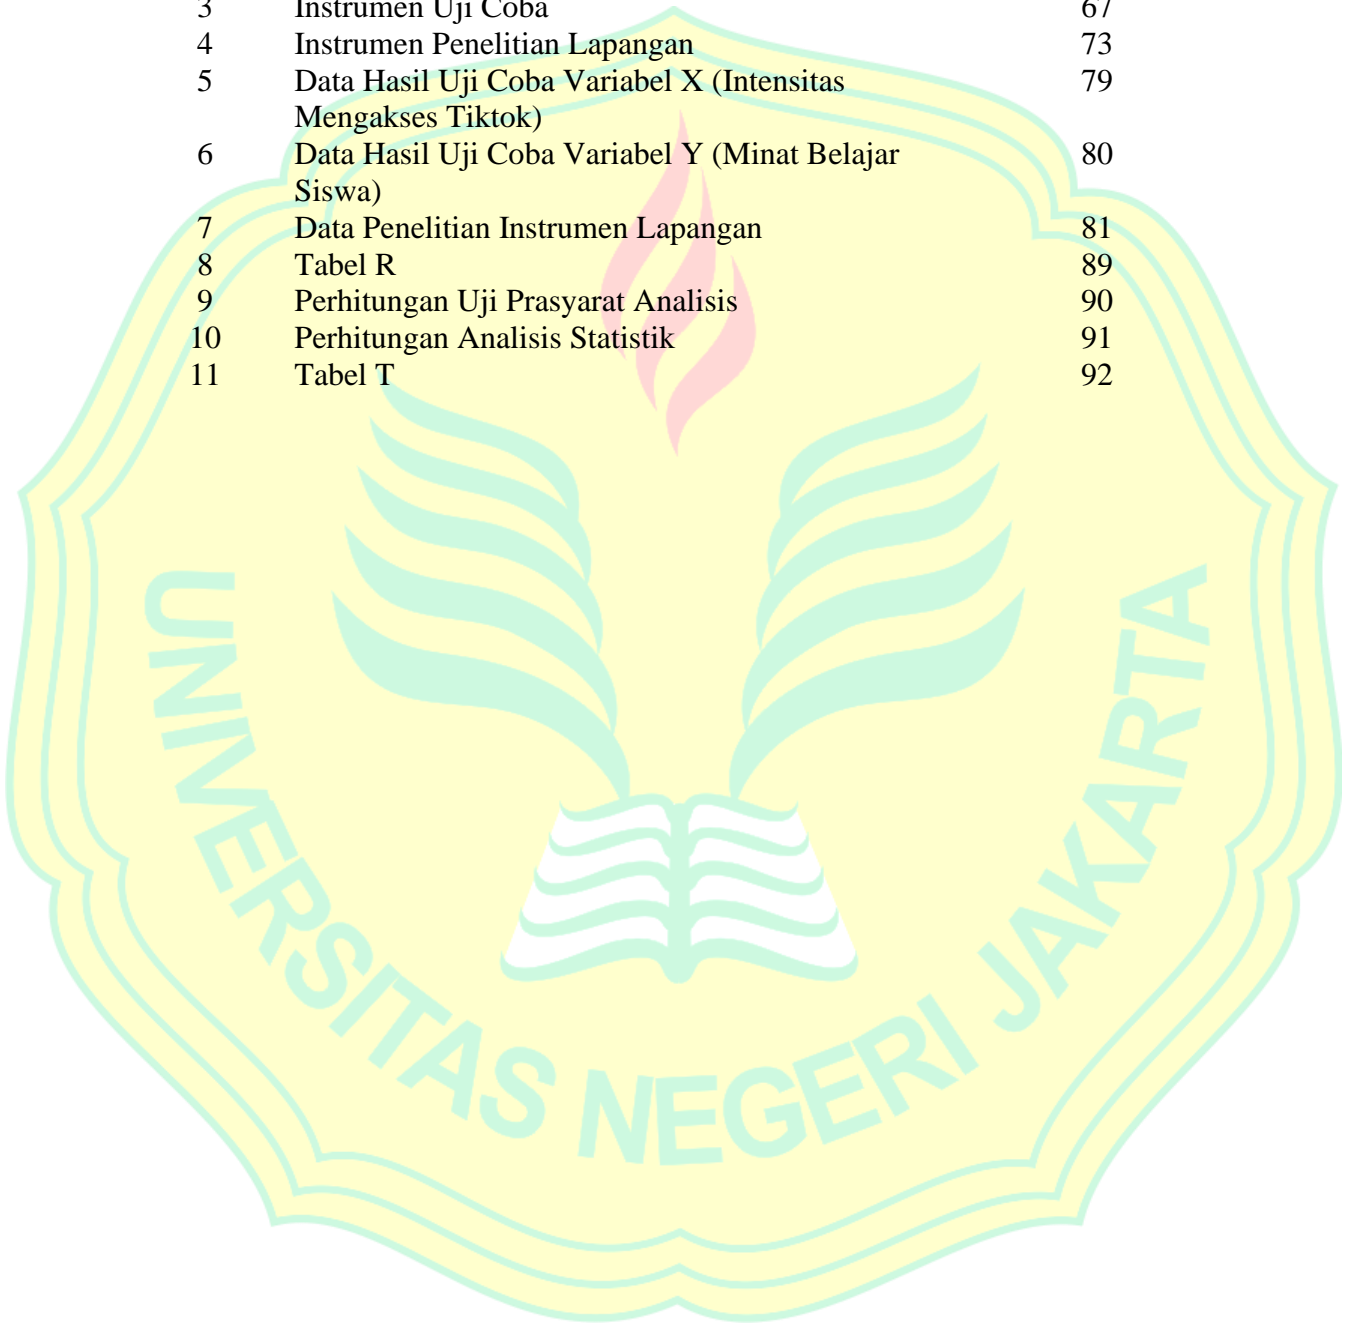 3 Instrumen Uji Coba 67
4 Instrumen Penelitian Lapangan 73
5 Data Hasil Uji Coba Variabel X (Intensitas 79
Mengakses Tiktok)
6 Data Hasil Uji Coba Variabel Y (Minat Belajar 80
Siswa)
7 Data Penelitian Instrumen Lapangan 81
8 Tabel R 89
9 Perhitungan Uji Prasyarat Analisis 90
10 Perhitungan Analisis Statistik 91
11 Tabel T 92
UNIVERSITAS NEGERI JAKARTA